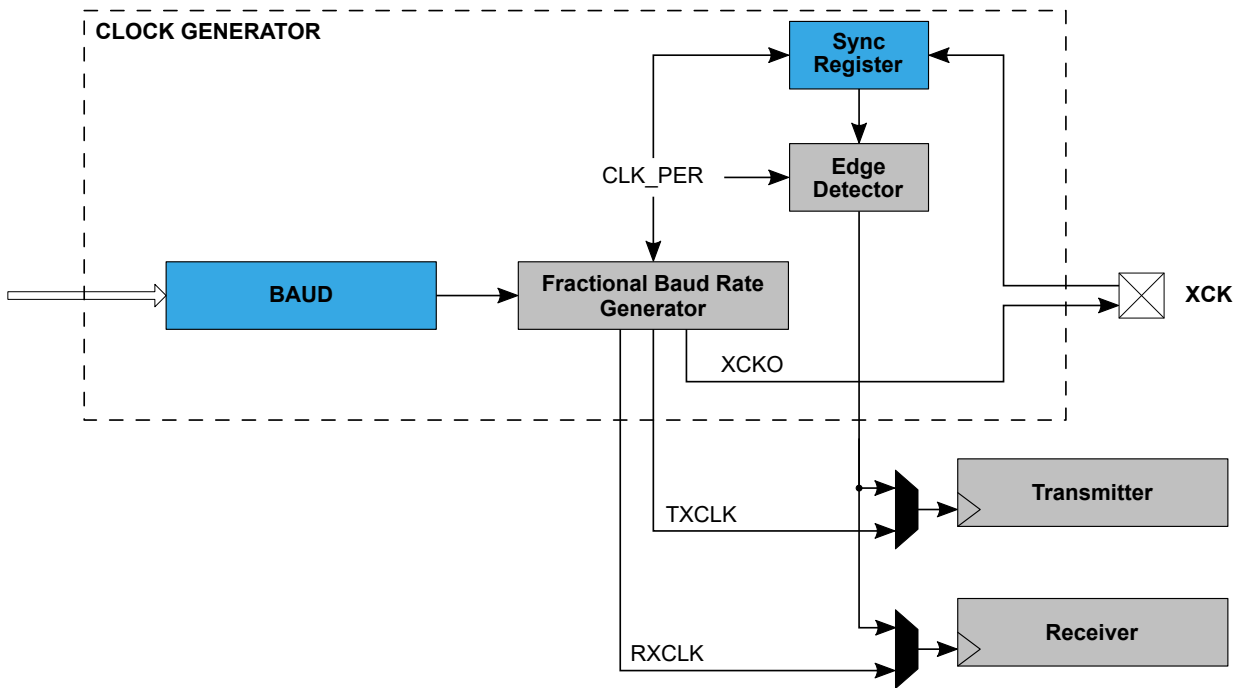 CLOCK GENERATOR
Sync
Register
CLK_PER
Edge
Detector
BAUD
Fractional Baud Rate
Generator
XCK
XCKO
Transmitter
TXCLK
Receiver
RXCLK